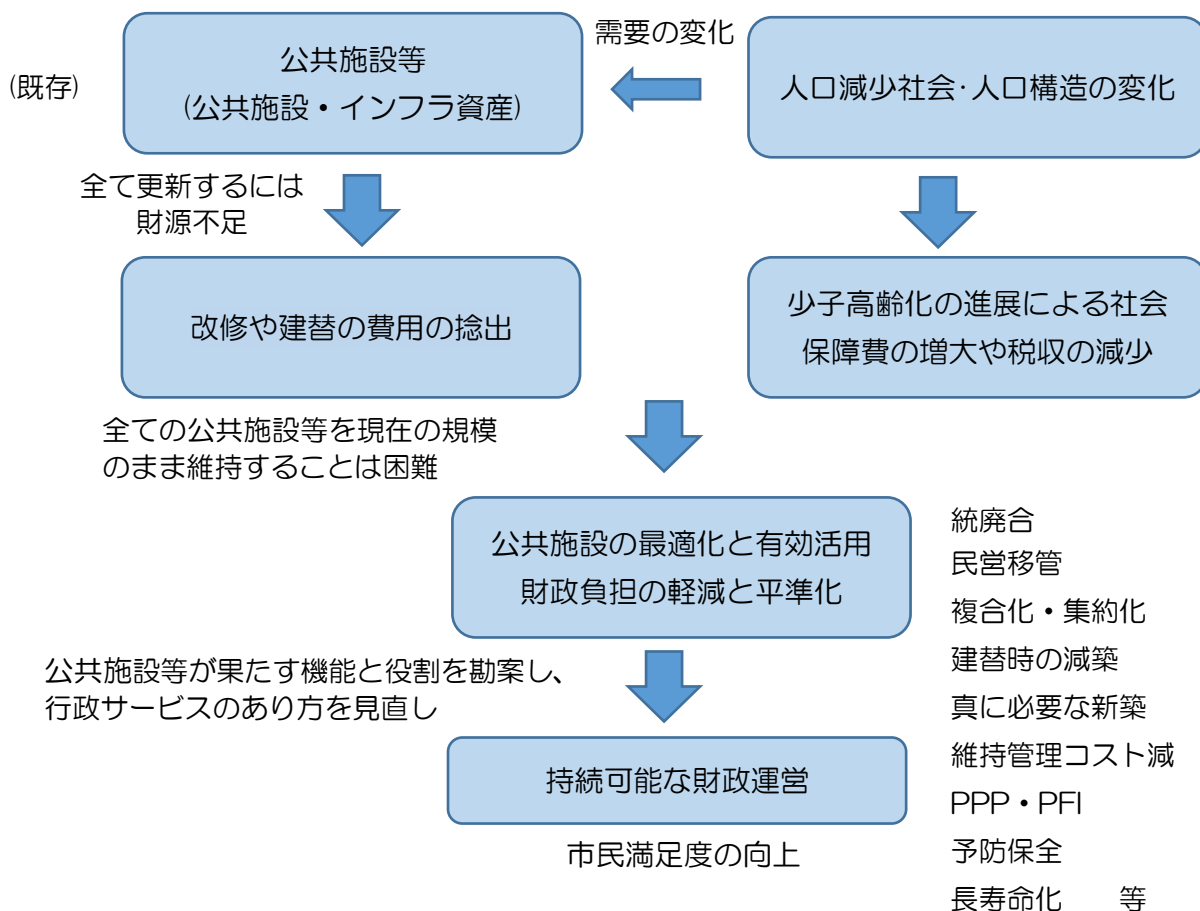 需要の変化
(既存)
公共施設等
(公共施設・インフラ資産)
人口減少社会・人口構造の変化
全て更新するには
財源不足
改修や建替の費用の捻出
少子高齢化の進展による社会
保障費の増大や税収の減少
全ての公共施設等を現在の規模
のまま維持することは困難
公共施設の最適化と有効活用
財政負担の軽減と平準化
統廃合
民営移管
複合化・集約化
建替時の減築
真に必要な新築
維持管理コスト減
PPP・PFI
予防保全
長寿命化　　等
公共施設等が果たす機能と役割を勘案し、
行政サービスのあり方を見直し
持続可能な財政運営
市民満足度の向上